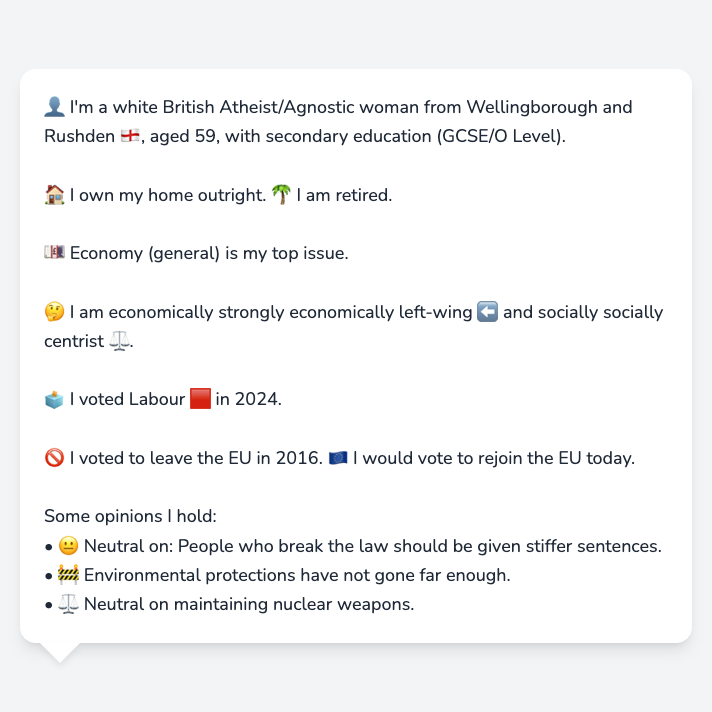 👤 I'm a white British Atheist/Agnostic woman from Wellingborough and
Rushden 🏴󠁧󠁢󠁥󠁮󠁧󠁿, aged 59, with secondary education (GCSE/O Level).
🏠 I own my home outright. 🌴 I am retired.
💷 Economy (general) is my top issue.
🤔 I am economically strongly economically left-wing ⬅️ and socially socially
centrist ⚖️.
🗳️ I voted Labour 🟥 in 2024.
🚫 I voted to leave the EU in 2016. 🇪🇺 I would vote to rejoin the EU today.
Some opinions I hold:
• 😐 Neutral on: People who break the law should be given stiffer sentences.
• 🚧 Environmental protections have not gone far enough.
• ⚖️ Neutral on maintaining nuclear weapons.